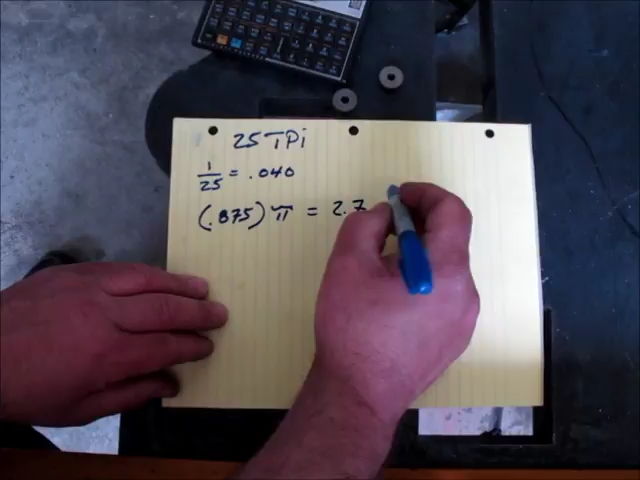 25 TPi
1/25 = .040
(.875) π = 2.7